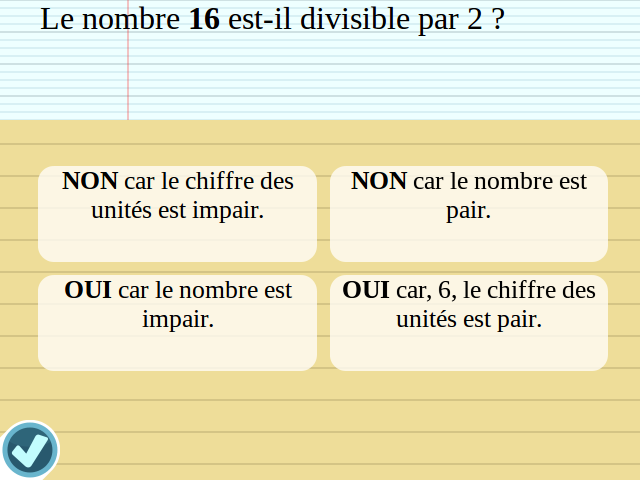 Le nombre 16 est-il divisible par 2 ?
NON car le chiffre des
unités est impair.
NON car le nombre est
pair.
OUI car le nombre est
impair.
OUI car, 6, le chiffre des
unités est pair.